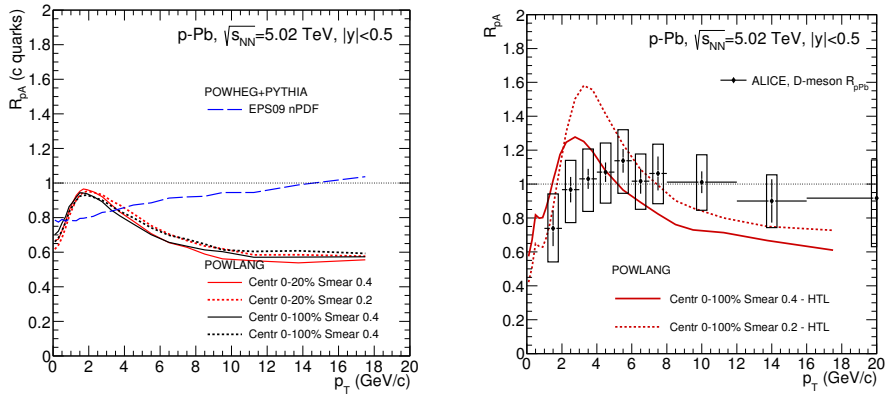 R_pA (c quarks)
2
1.8
1.6
1.4
1.2
1
0.8
0.6
0.4
0.2
0
p-Pb, √s_NN=5.02 TeV, |y|<0.5
POWHEG+PYTHIA
EPS09 nPDF
POWLANG
Centr 0-20% Smear 0.4
Centr 0-20% Smear 0.2
Centr 0-100% Smear 0.4
Centr 0-100% Smear 0.4
0 2 4 6 8 10 12 14 16 18 20
p_T (GeV/c)
R_pA
2
1.8
1.6
1.4
1.2
1
0.8
0.6
0.4
0.2
0
p-Pb, √s_NN=5.02 TeV, |y|<0.5
ALICE, D-meson R_pPb
POWLANG
Centr 0-100% Smear 0.4 - HTL
Centr 0-100% Smear 0.2 - HTL
0 2 4 6 8 10 12 14 16 18 20
p_T (GeV/c)